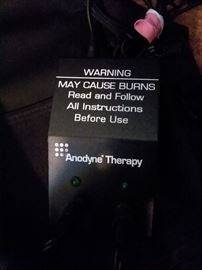 WARNING
MAY CAUSE BURNS
Read and Follow
All Instructions
Before Use
Anodyne® Therapy